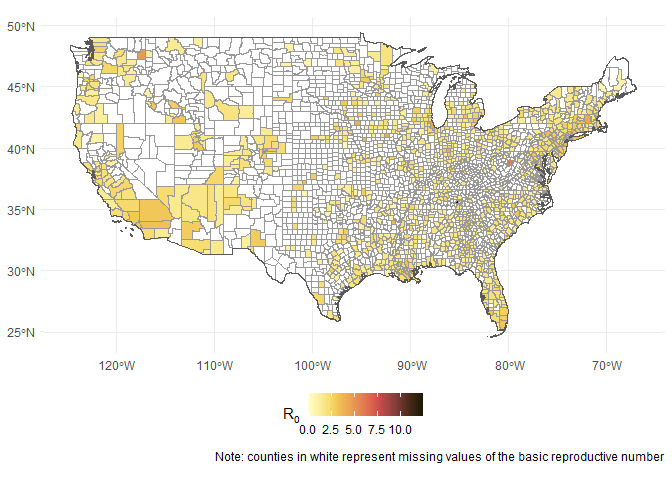 50°N
45°N
40°N
35°N
30°N
25°N
120°W 110°W 100°W 90°W 80°W 70°W
R₀
0.0 2.5 5.0 7.5 10.0
Note: counties in white represent missing values of the basic reproductive number